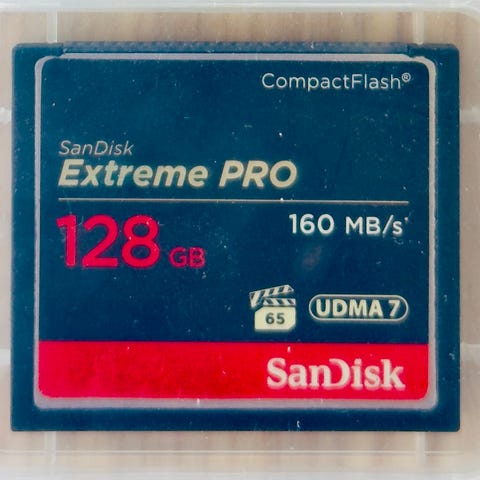 CompactFlash®
SanDisk
Extreme PRO
128 GB
160 MB/s
65
UDMA 7
SanDisk